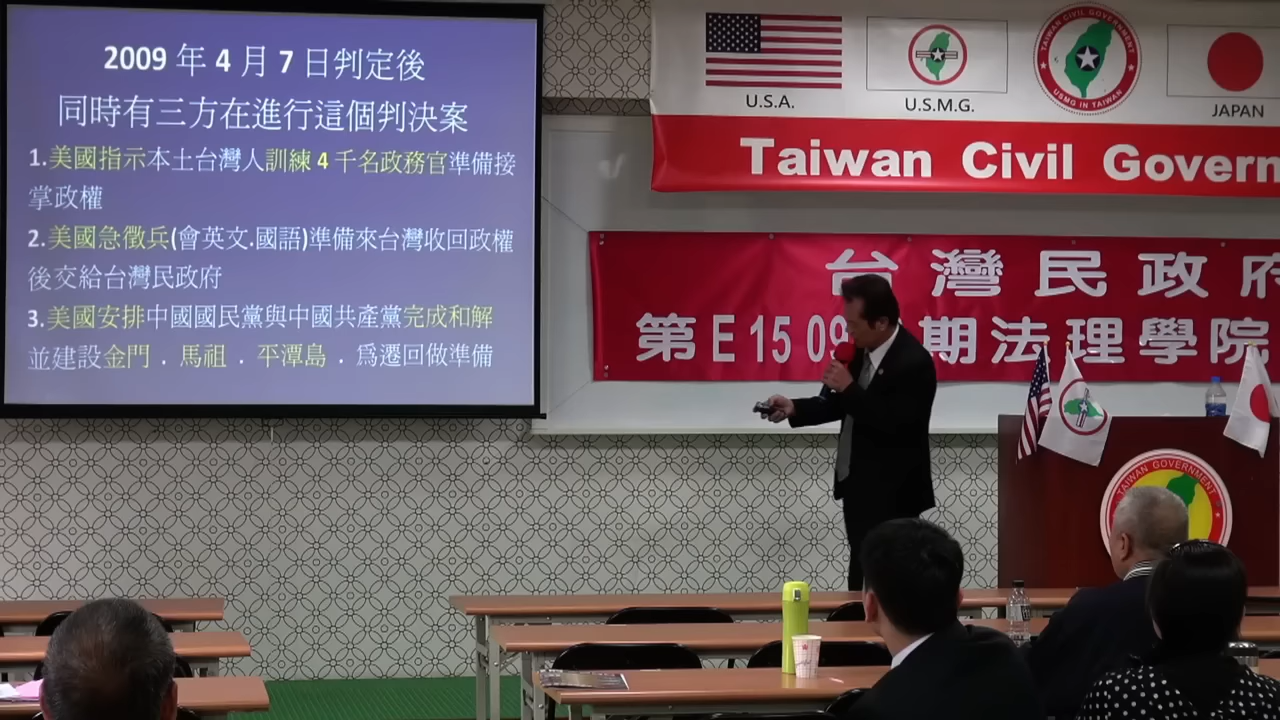 2009 年 4 月 7 日判定後
同時有三方在進行這個判決案
1.美國指示本土台灣人訓練 4 千名政務官準備接
掌政權
2.美國急徵兵(會英文.國語)準備來台灣收回政權
後交給台灣民政府
3.美國安排中國國民黨與中國共產黨完成和解
並建設金門．馬祖．平潭島．爲遷回做準備
U.S.A.
U.S.M.G.
TAIWAN CIVIL GOVERNMENT
USMG IN TAIWAN
JAPAN
Taiwan Civil Govern
台灣民政府
第E 15 09 期法理學院
TAIWAN GOVERNMENT